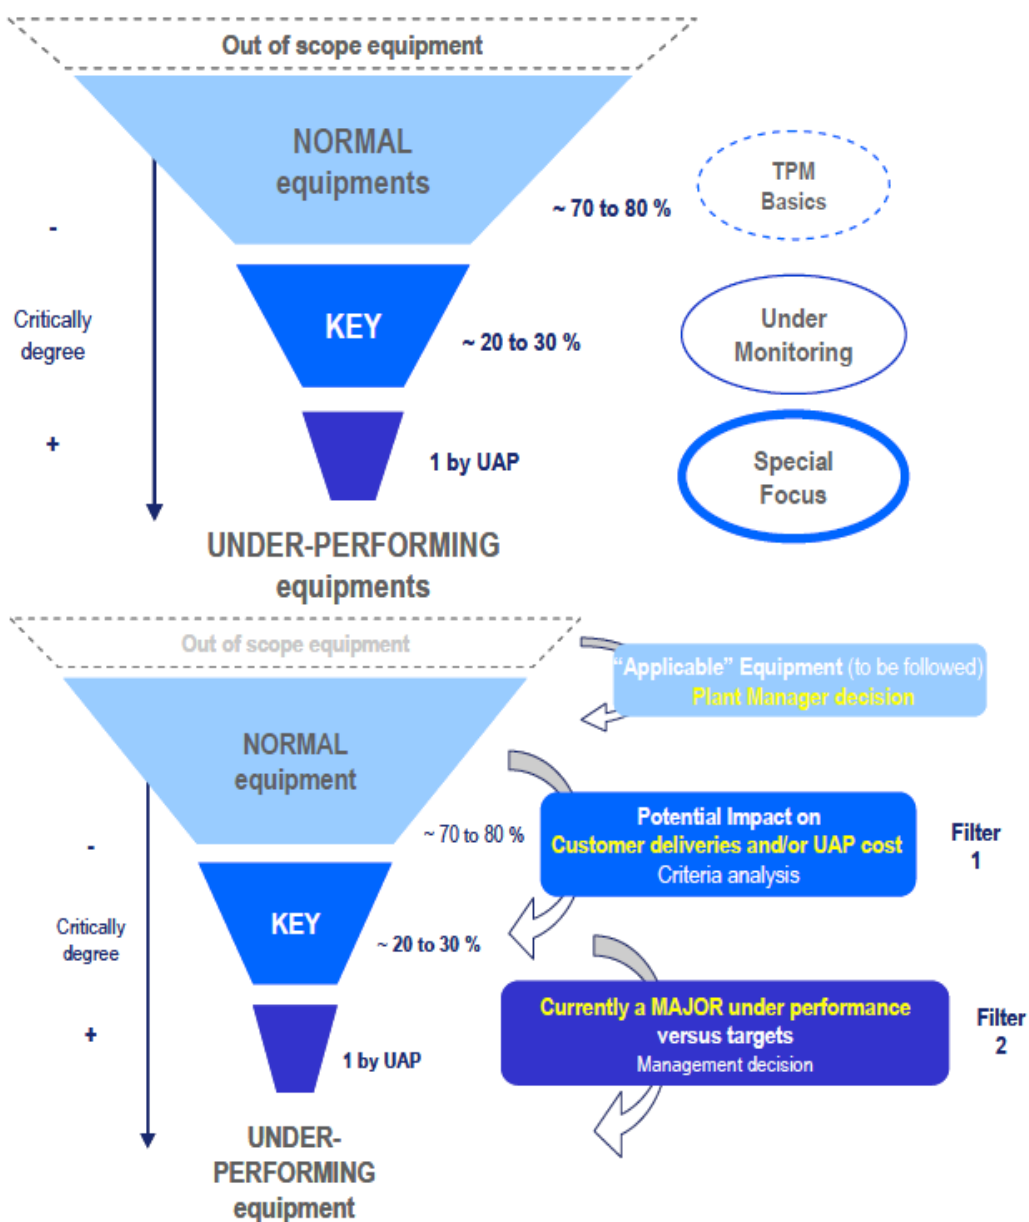 Out of scope equipment
NORMAL
equipments
~ 70 to 80 %
TPM
Basics
-
Critically
degree
+
KEY
~ 20 to 30 %
Under
Monitoring
1 by UAP
Special
Focus
UNDER-PERFORMING
equipments
Out of scope equipment
"Applicable" Equipment (to be followed)
Plant Manager decision
NORMAL
equipment
~ 70 to 80 %
Potential Impact on
Customer deliveries and/or UAP cost
Criteria analysis
Filter
1
-
Critically
degree
+
KEY
~ 20 to 30 %
Currently a MAJOR under performance
versus targets
Management decision
Filter
2
1 by UAP
UNDER-
PERFORMING
equipment